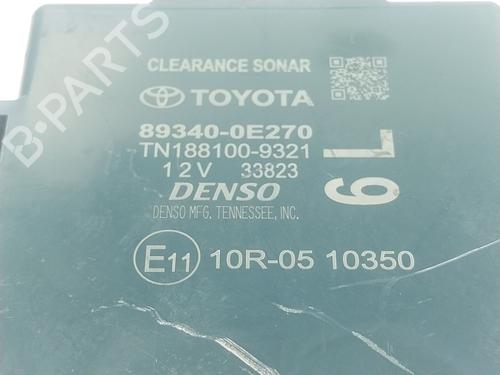 B-PARTS
CLEARANCE SONAR
TOYOTA
89340-0E270
TN188100-9321
12V 33823
DENSO
DENSO MFG. TENNESSEE, INC.
E11 10R-05 10350
6L